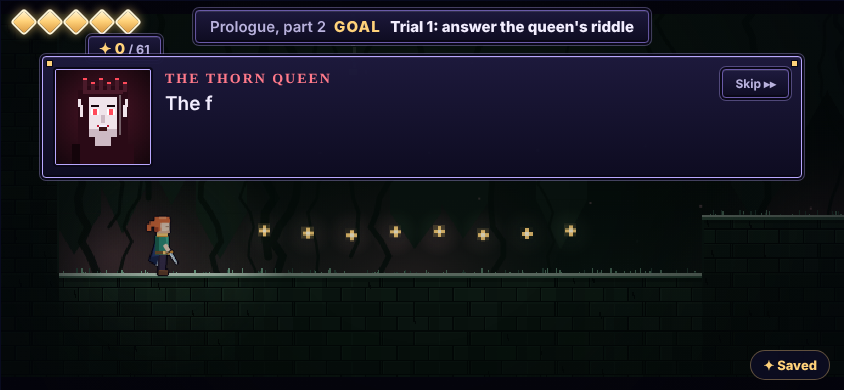 Prologue, part 2 GOAL Trial 1: answer the queen's riddle
✦ 0 / 61
THE THORN QUEEN
The f
Skip ▸▸
✦ Saved